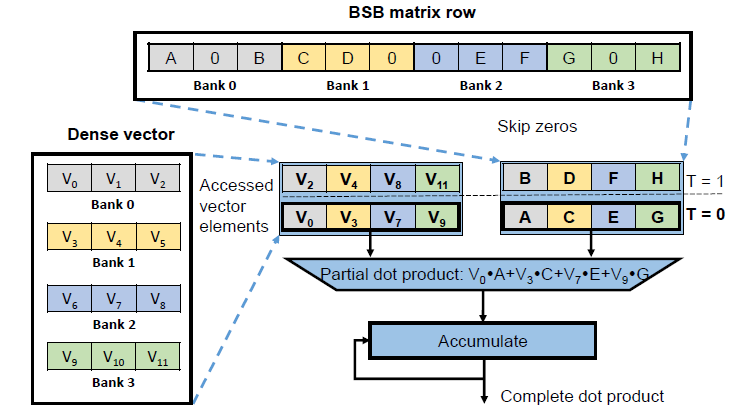 BSB matrix row
A 0 B C D 0 0 E F G 0 H
Bank 0 Bank 1 Bank 2 Bank 3
Skip zeros
Dense vector
V0 V1 V2
Bank 0
V3 V4 V5
Bank 1
V6 V7 V8
Bank 2
V9 V10 V11
Bank 3
Accessed
vector
elements
V2 V4 V8 V11
V0 V3 V7 V9
B D F H T = 1
A C E G T = 0
Partial dot product: V0•A+V3•C+V7•E+V9•G
Accumulate
Complete dot product